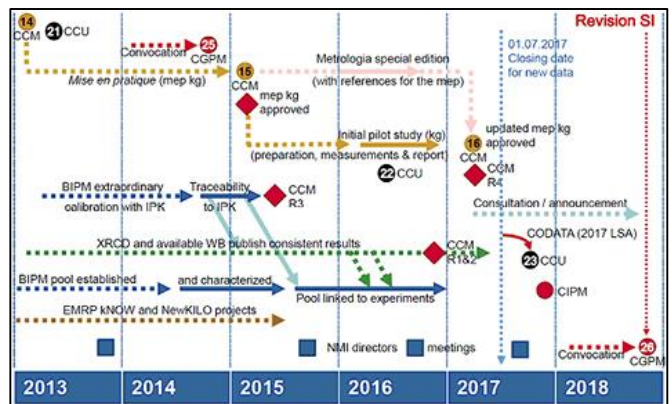 Revision SI
14
CCM
21
CCU
Convocation
25
CGPM
01.07.2017
Closing date
for new data
Mise en pratique (mep kg)
15
CCM
Metrologia special edition
(with references for the mep)
mep kg
approved
Initial pilot study (kg)
(preparation, measurements & report)
16
CCM
updated mep kg
approved
22
CCU
CCM
R4
BIPM extraordinary
calibration with IPK
Traceability
to IPK
CCM
R3
Consultation / announcement
XRCD and available WB publish consistent results
CCM
R1&2
CODATA (2017 LSA)
23
CCU
BIPM pool established
and characterized
Pool linked to experiments
CIPM
EMRP kNOW and NewKILO projects
NMI directors
meetings
Convocation
26
CGPM
2013
2014
2015
2016
2017
2018